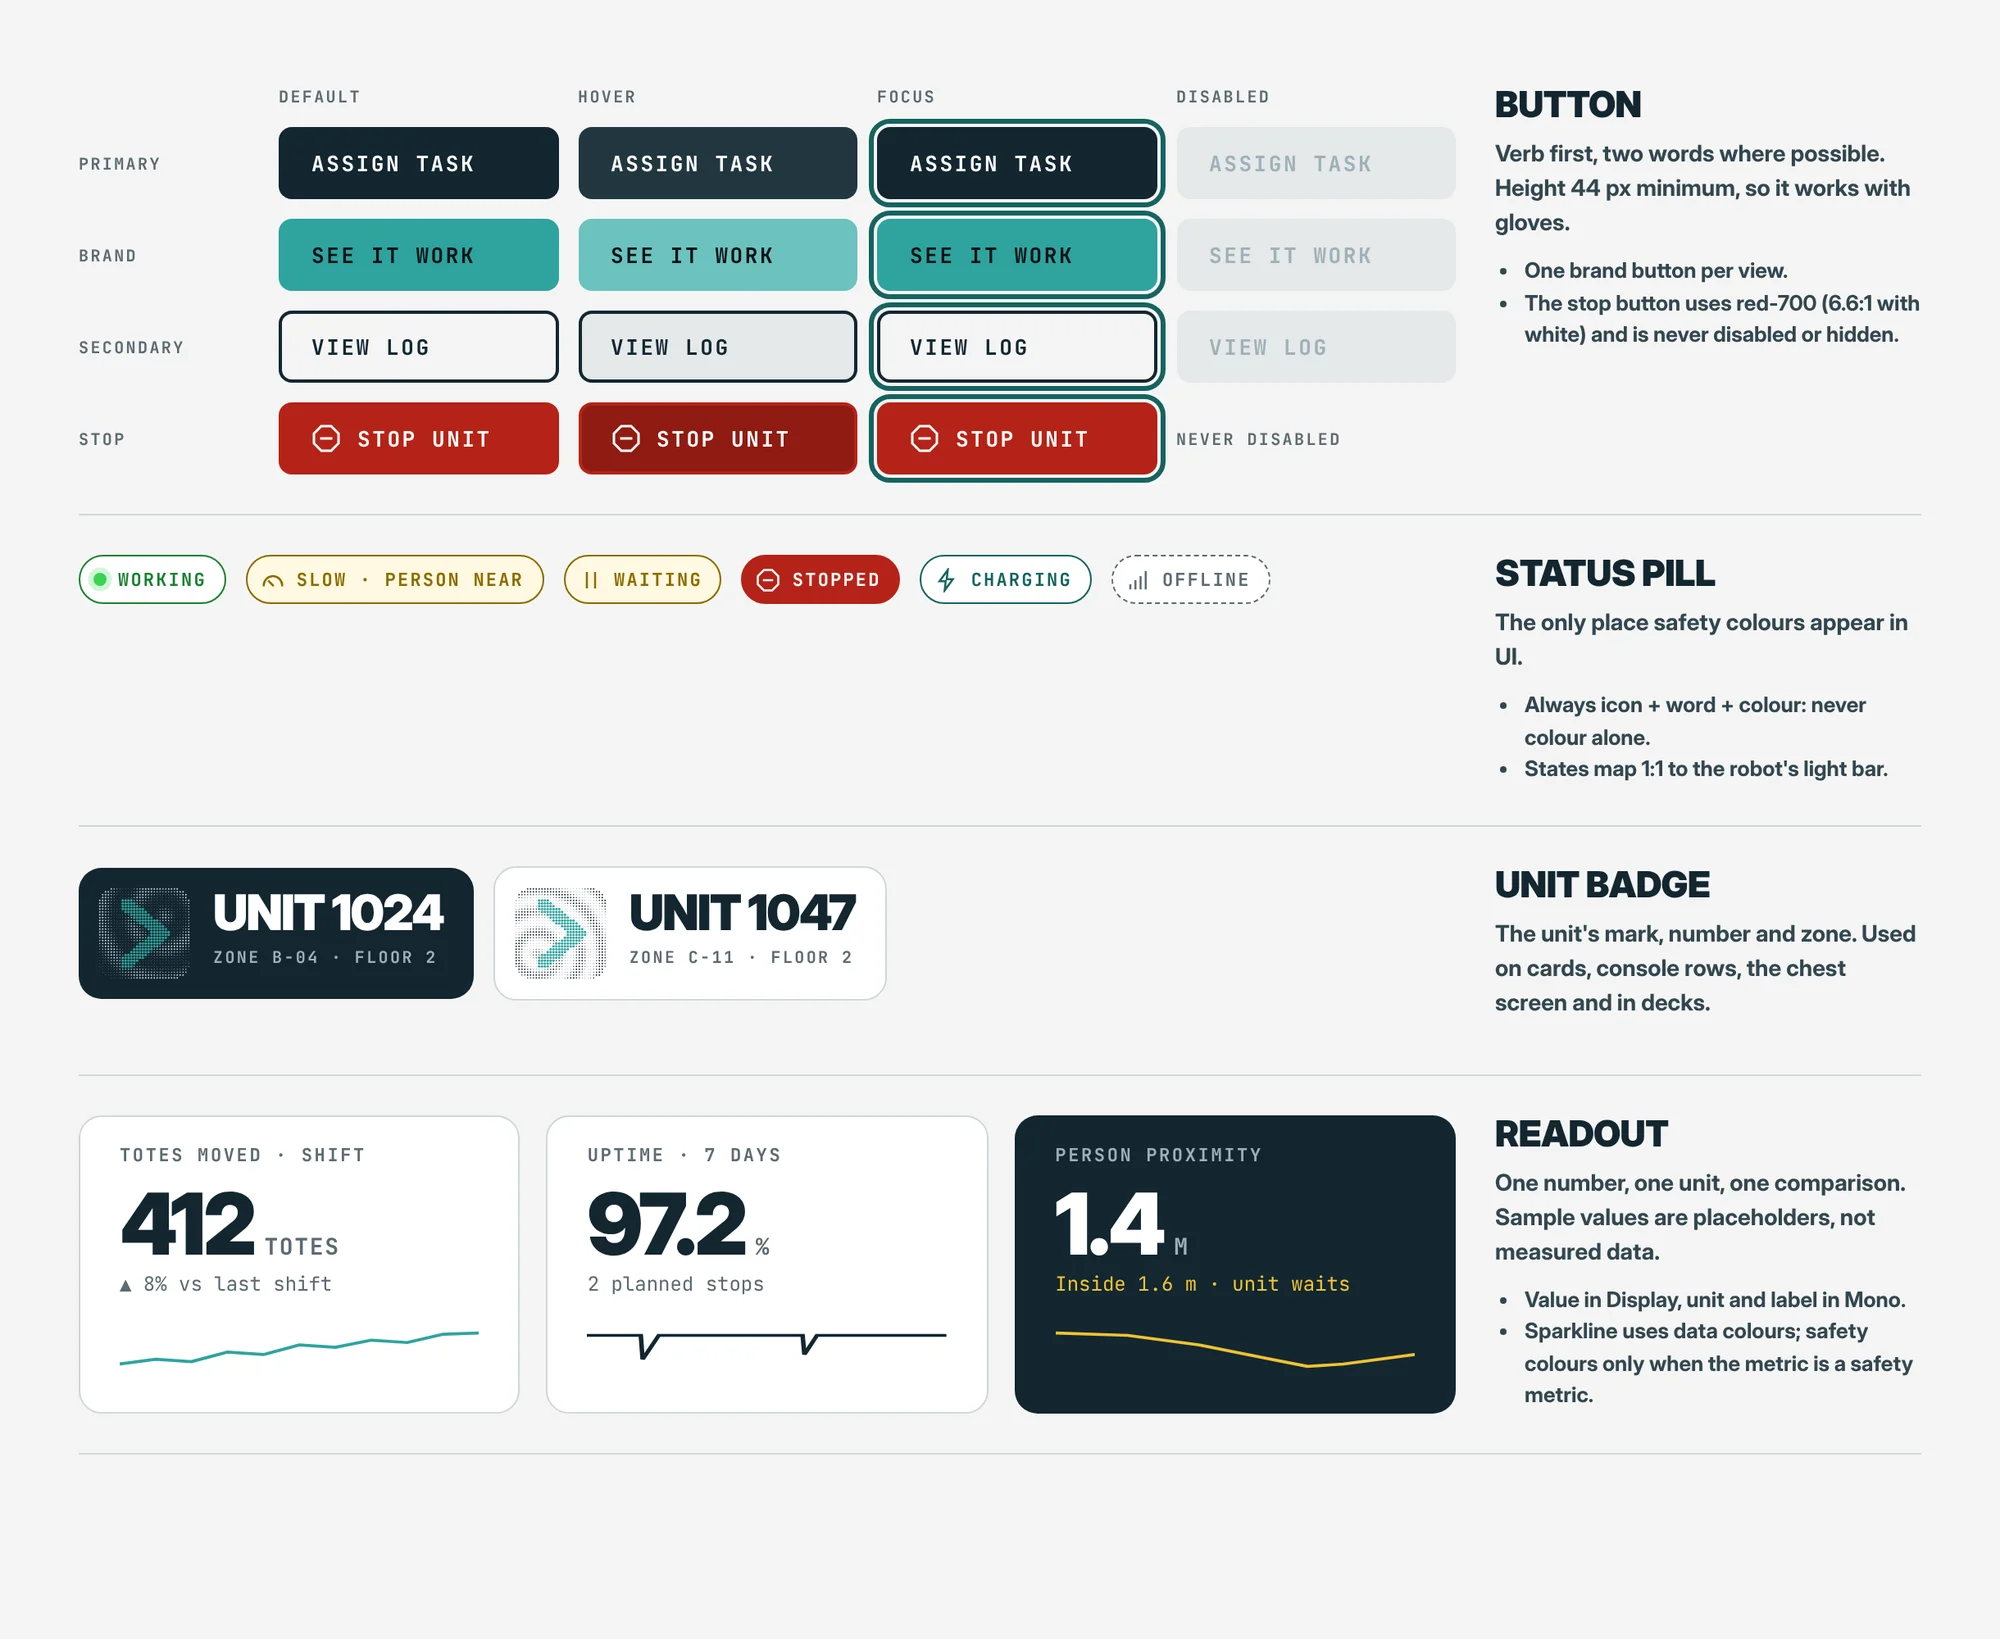 DEFAULT HOVER FOCUS DISABLED
PRIMARY ASSIGN TASK ASSIGN TASK ASSIGN TASK ASSIGN TASK
BRAND SEE IT WORK SEE IT WORK SEE IT WORK SEE IT WORK
SECONDARY VIEW LOG VIEW LOG VIEW LOG VIEW LOG
STOP STOP UNIT STOP UNIT STOP UNIT NEVER DISABLED
BUTTON
Verb first, two words where possible.
Height 44 px minimum, so it works with
gloves.
• One brand button per view.
• The stop button uses red-700 (6.6:1 with
white) and is never disabled or hidden.
WORKING SLOW · PERSON NEAR WAITING STOPPED CHARGING OFFLINE
STATUS PILL
The only place safety colours appear in
UI.
• Always icon + word + colour: never
colour alone.
• States map 1:1 to the robot's light bar.
UNIT 1024
ZONE B-04 · FLOOR 2
UNIT 1047
ZONE C-11 · FLOOR 2
UNIT BADGE
The unit's mark, number and zone. Used
on cards, console rows, the chest
screen and in decks.
TOTES MOVED · SHIFT
412 TOTES
▲ 8% vs last shift
UPTIME · 7 DAYS
97.2 %
2 planned stops
PERSON PROXIMITY
1.4 M
Inside 1.6 m · unit waits
READOUT
One number, one unit, one comparison.
Sample values are placeholders, not
measured data.
• Value in Display, unit and label in Mono.
• Sparkline uses data colours; safety
colours only when the metric is a safety
metric.